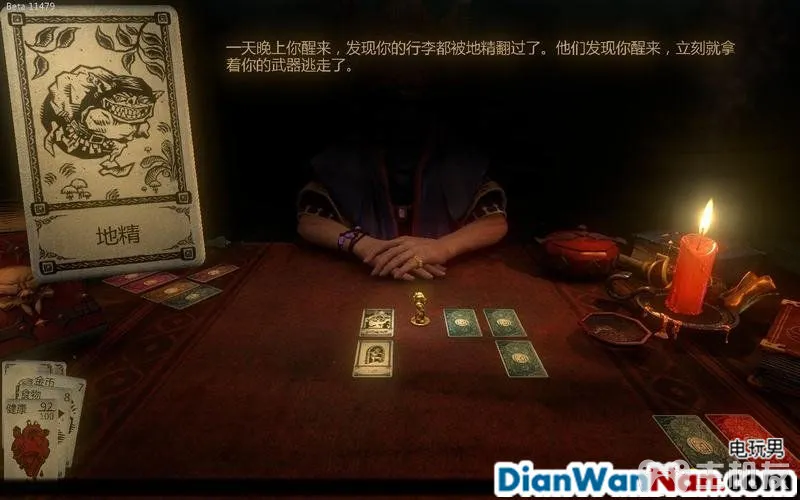 Beta 11479
一天晚上你醒来，发现你的行李都被地精翻过了。他们发现你醒来，立刻就拿
着你的武器逃走了。
地精
金币
7
食物
8
健康
92
100
电玩男
DianWanNan.com